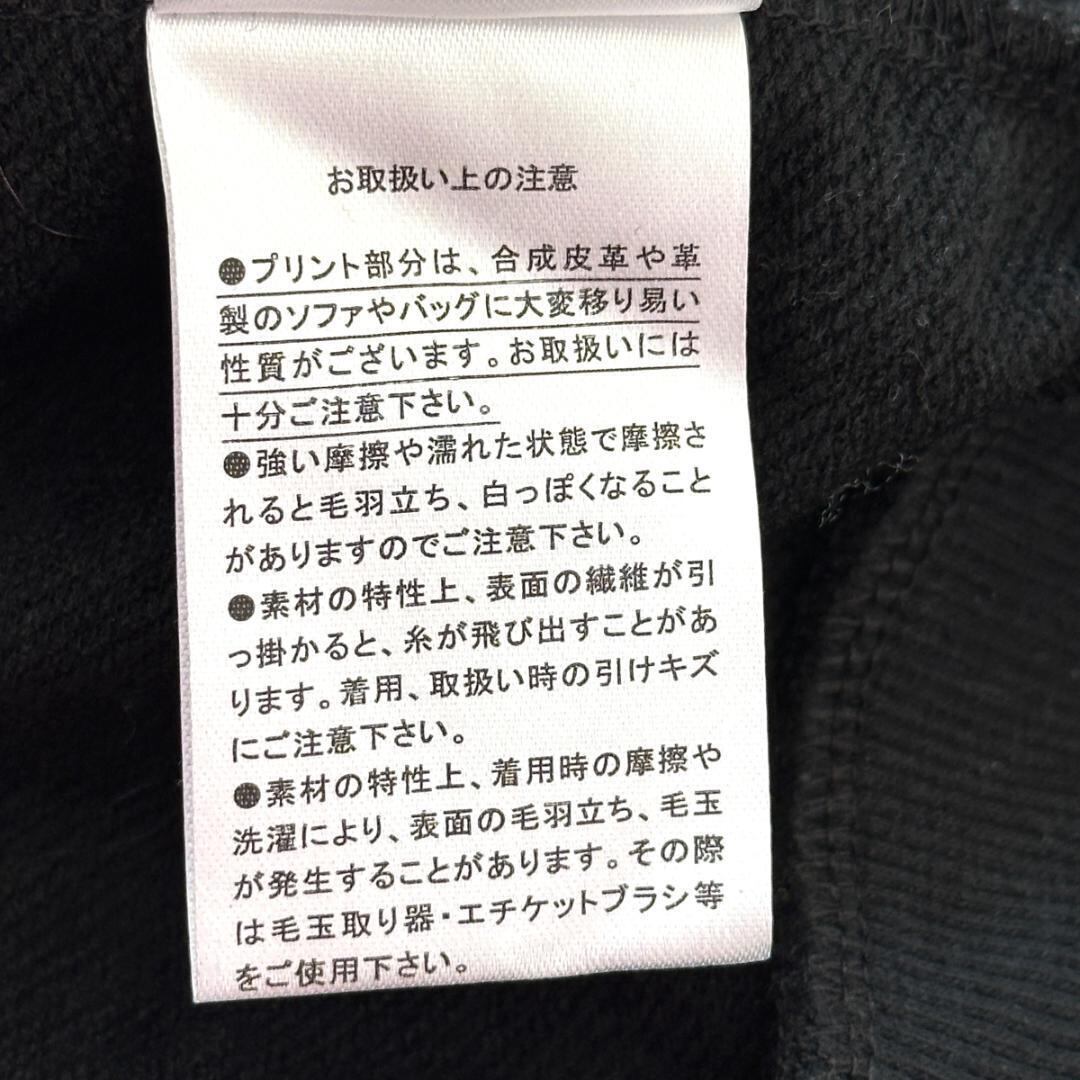 お取扱い上の注意
●プリント部分は、合成皮革や革
製のソファやバッグに大変移り易い
性質がございます。お取扱いには
十分ご注意下さい。
●強い摩擦や濡れた状態で摩擦さ
れると毛羽立ち、白っぽくなること
がありますのでご注意下さい。
●素材の特性上、表面の繊維が引
っ掛かると、糸が飛び出すことがあ
ります。着用、取扱い時の引けキズ
にご注意下さい。
●素材の特性上、着用時の摩擦や
洗濯により、表面の毛羽立ち、毛玉
が発生することがあります。その際
は毛玉取り器・エチケットブラシ等
をご使用下さい。